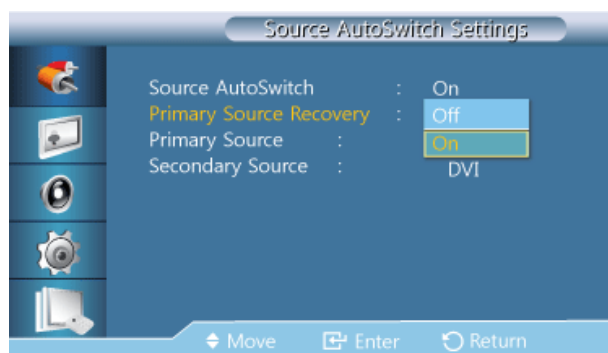 Source AutoSwitch Settings
Source AutoSwitch : On
Primary Source Recovery : Off
Primary Source : On
Secondary Source : DVI
Move Enter Return